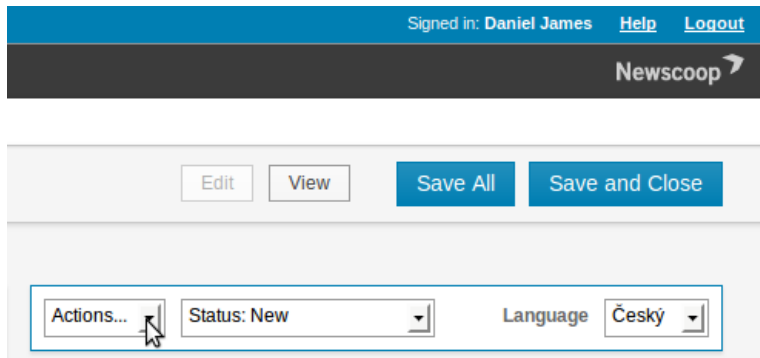 Signed in: Daniel James Help Logout
Newscoop
Edit View Save All Save and Close
Actions... Status: New Language Český